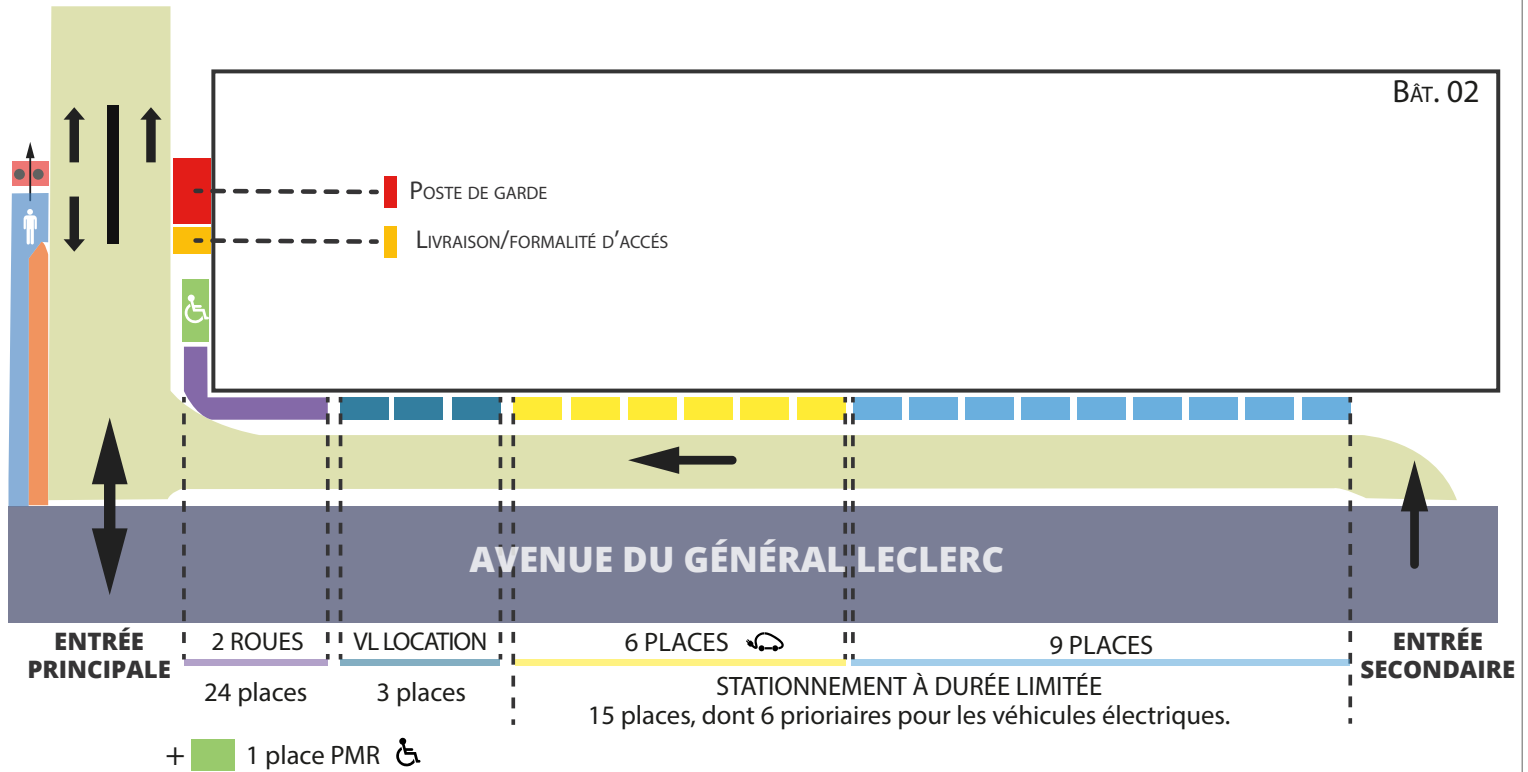 BÂT. 02
POSTE DE GARDE
LIVRAISON/FORMALITÉ D'ACCÉS
AVENUE DU GÉNÉRAL LECLERC
ENTRÉE
PRINCIPALE
2 ROUES
24 places
VL LOCATION
3 places
6 PLACES
9 PLACES
STATIONNEMENT À DURÉE LIMITÉE
15 places, dont 6 prioriaires pour les véhicules électriques.
ENTRÉE
SECONDAIRE
+ 1 place PMR